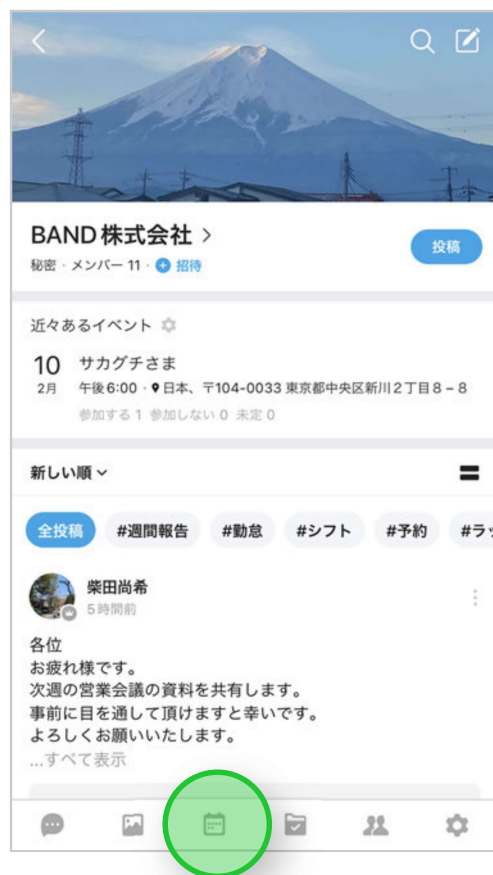 BAND 株式会社 >
投稿
秘密 · メンバー 11 · 招待
近々あるイベント
10 サカグチさま
2月 午後6:00 · 日本、〒104-0033 東京都中央区新川2丁目8−8
参加する 1 参加しない 0 未定 0
新しい順
全投稿 #週間報告 #勤怠 #シフト #予約 #ラッ
柴田尚希
5時間前
各位
お疲れ様です。
次週の営業会議の資料を共有します。
事前に目を通して頂けますと幸いです。
よろしくお願いいたします。
...すべて表示